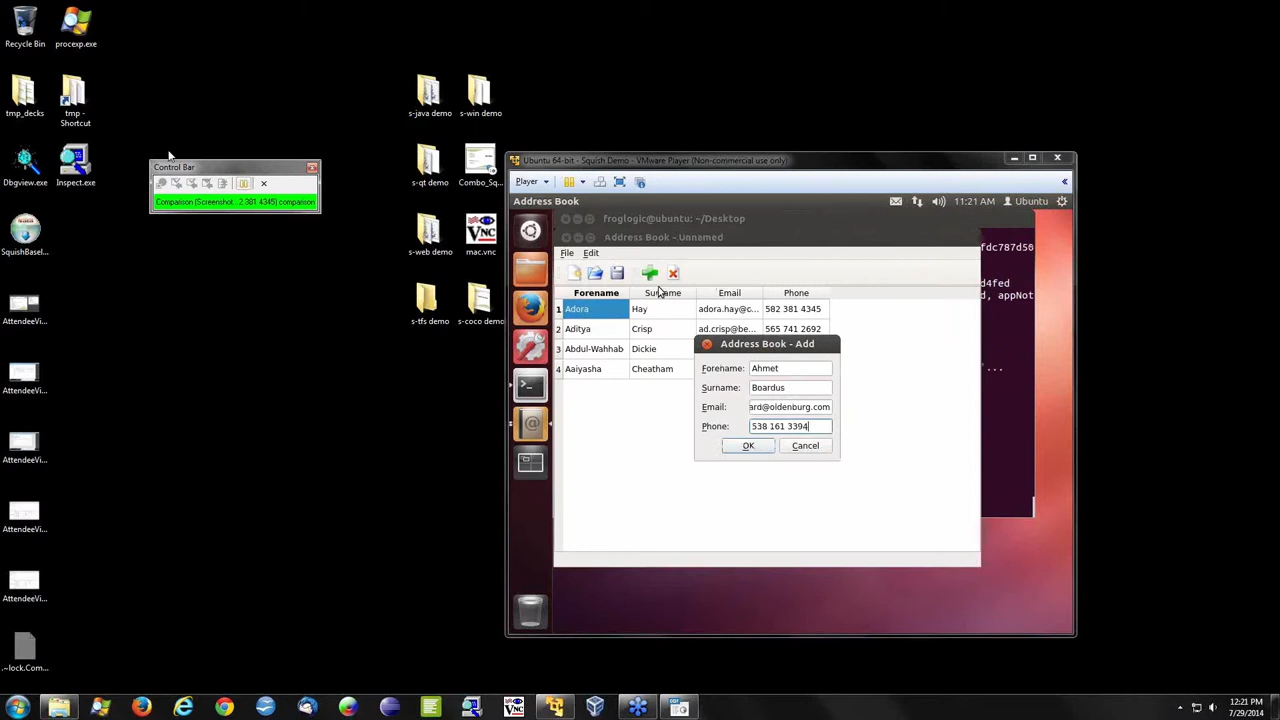 Recycle Bin
procexp.exe
tmp_decks
tmp -
Shortcut
Dbgview.exe
Inspect.exe
SquishBasel...
AttendeeVi...
AttendeeVi...
AttendeeVi...
AttendeeVi...
AttendeeVi...
.~lock.Com...
s-java demo
s-win demo
s-qt demo
Combo_Sq...
s-web demo
mac.vnc
s-tfs demo
s-coco demo
Control Bar
Comparison (Screenshot...2 381 4345) comparison
Ubuntu 64-bit - Squish Demo - VMware Player (Non-commercial use only)
Player
Address Book
11:21 AM
Ubuntu
froglogic@ubuntu: ~/Desktop
Address Book - Unnamed
File Edit
Forename Surname Email Phone
1 Adora Hay adora.hay@c... 582 381 4345
2 Aditya Crisp ad.crisp@be... 565 741 2692
3 Abdul-Wahhab Dickie
4 Aaiyasha Cheatham
Address Book - Add
Forename: Ahmet
Surname: Boardus
Email: ard@oldenburg.com
Phone: 538 161 3394
OK Cancel
fdc787d56
d4fed
d, appNot
...
VNC
12:21 PM
7/29/2014